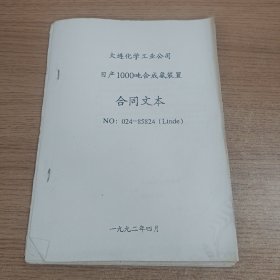 大连化学工业公司
日产1000吨合成氨装置
合同文本
NO: 024-85824 (Linde)
一九九二年四月